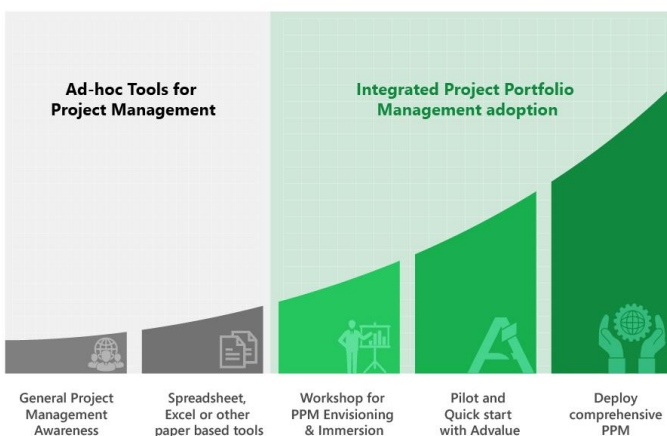 Ad-hoc Tools for
Project Management
Integrated Project Portfolio
Management adoption
General Project
Management
Awareness
Spreadsheet,
Excel or other
paper based tools
Workshop for
PPM Envisioning
& Immersion
Pilot and
Quick start
with Advalue
Deploy
comprehensive
PPM